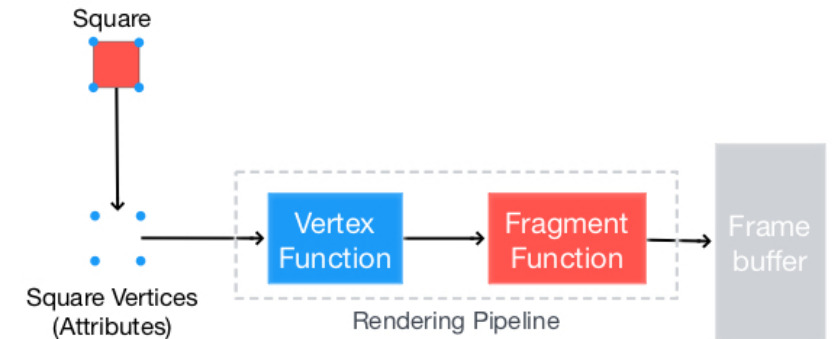 Square
Vertex
Function
Fragment
Function
Frame
buffer
Square Vertices
(Attributes)
Rendering Pipeline